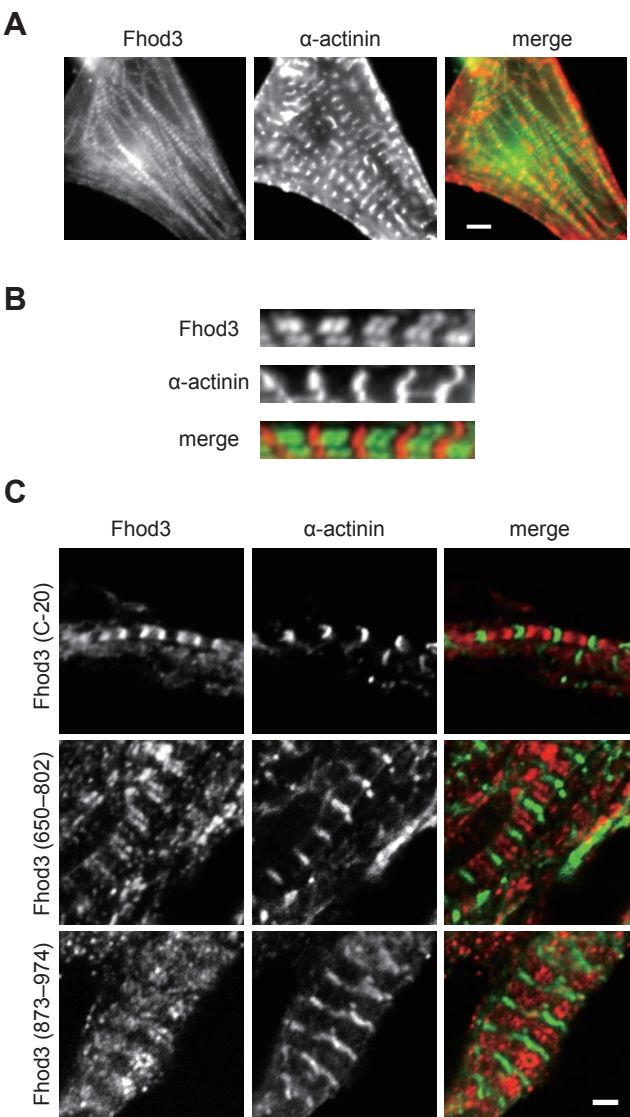 A
Fhod3 α-actinin merge
B
Fhod3
α-actinin
merge
C
Fhod3 α-actinin merge
Fhod3 (C-20)
Fhod3 (650–802)
Fhod3 (873–974)